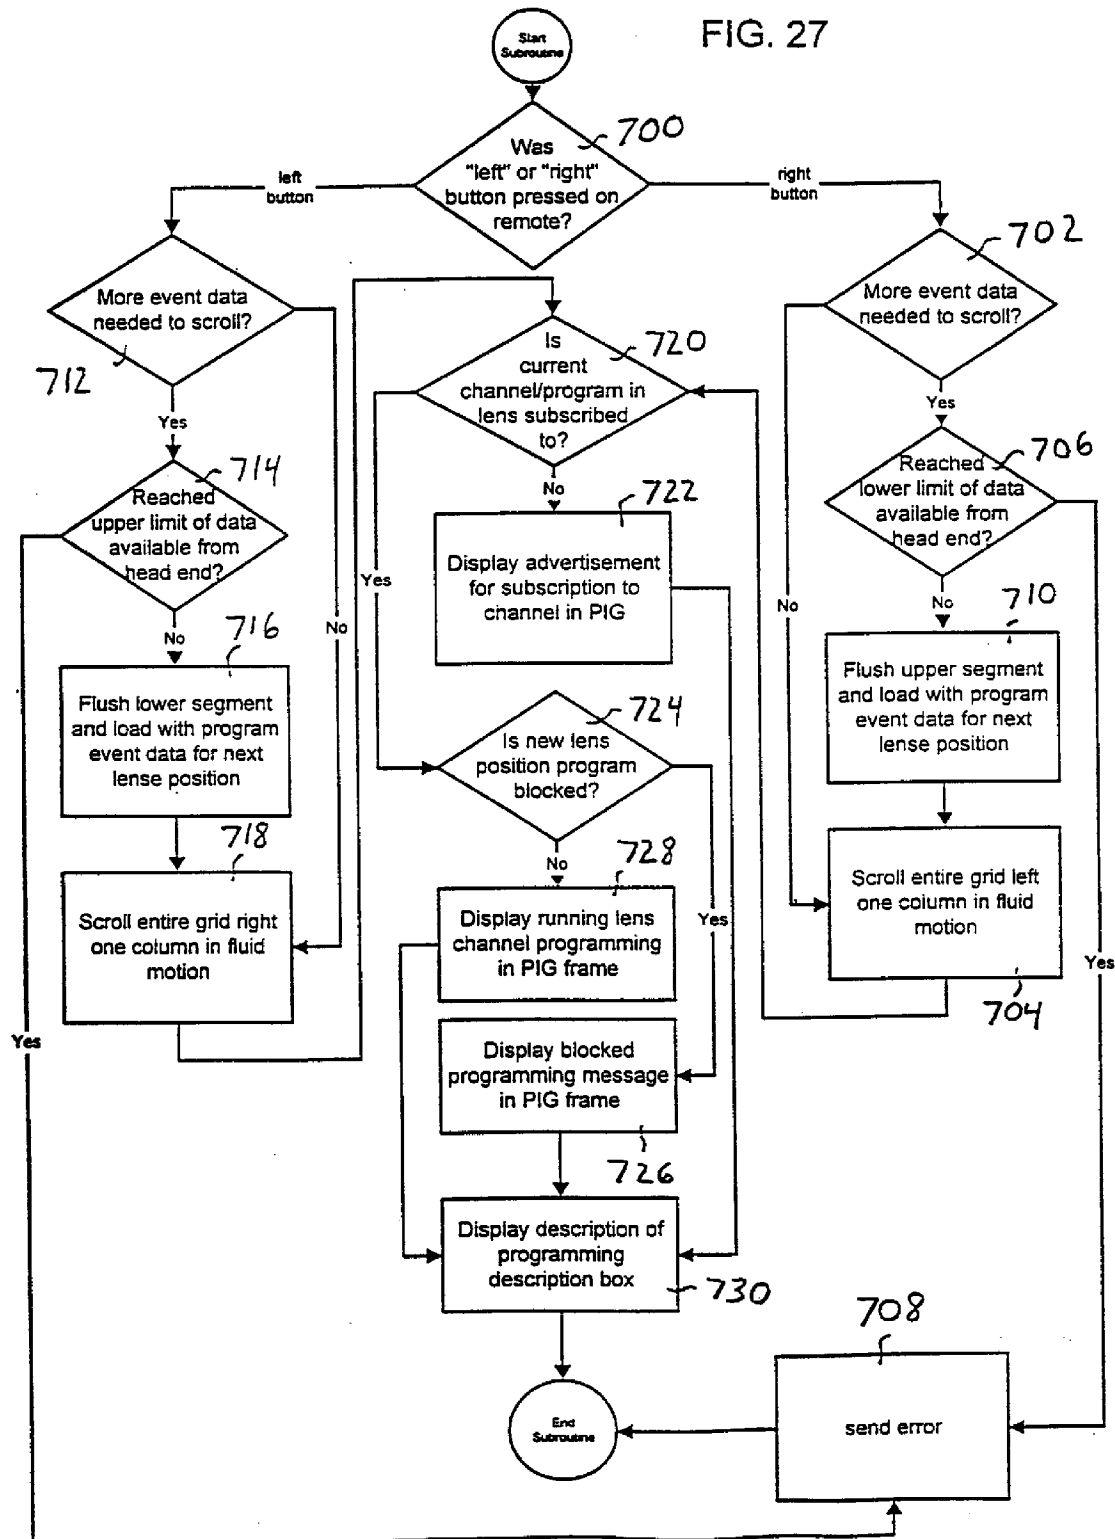 FIG. 27
Start
Subroutine
700
Was
"left" or "right"
button pressed on
remote?
left
button
right
button
702
More event data
needed to scroll?
712
Yes
714
Reached
upper limit of data
available from
head end?
No
716
Flush lower segment
and load with program
event data for next
lense position
718
Scroll entire grid right
one column in fluid
motion
No
Yes
720
Is
current
channel/program in
lens subscribed
to?
No
722
Display advertisement
for subscription to
channel in PIG
Yes
724
Is new lens
position program
blocked?
No
728
Display running lens
channel programming
in PIG frame
Yes
Display blocked
programming message
in PIG frame
726
Display description of
programming
description box
730
End
Subroutine
More event data
needed to scroll?
Yes
706
Reached
lower limit of data
available from
head end?
No
710
No
Flush upper segment
and load with program
event data for next
lense position
Scroll entire grid left
one column in fluid
motion
704
Yes
708
send error